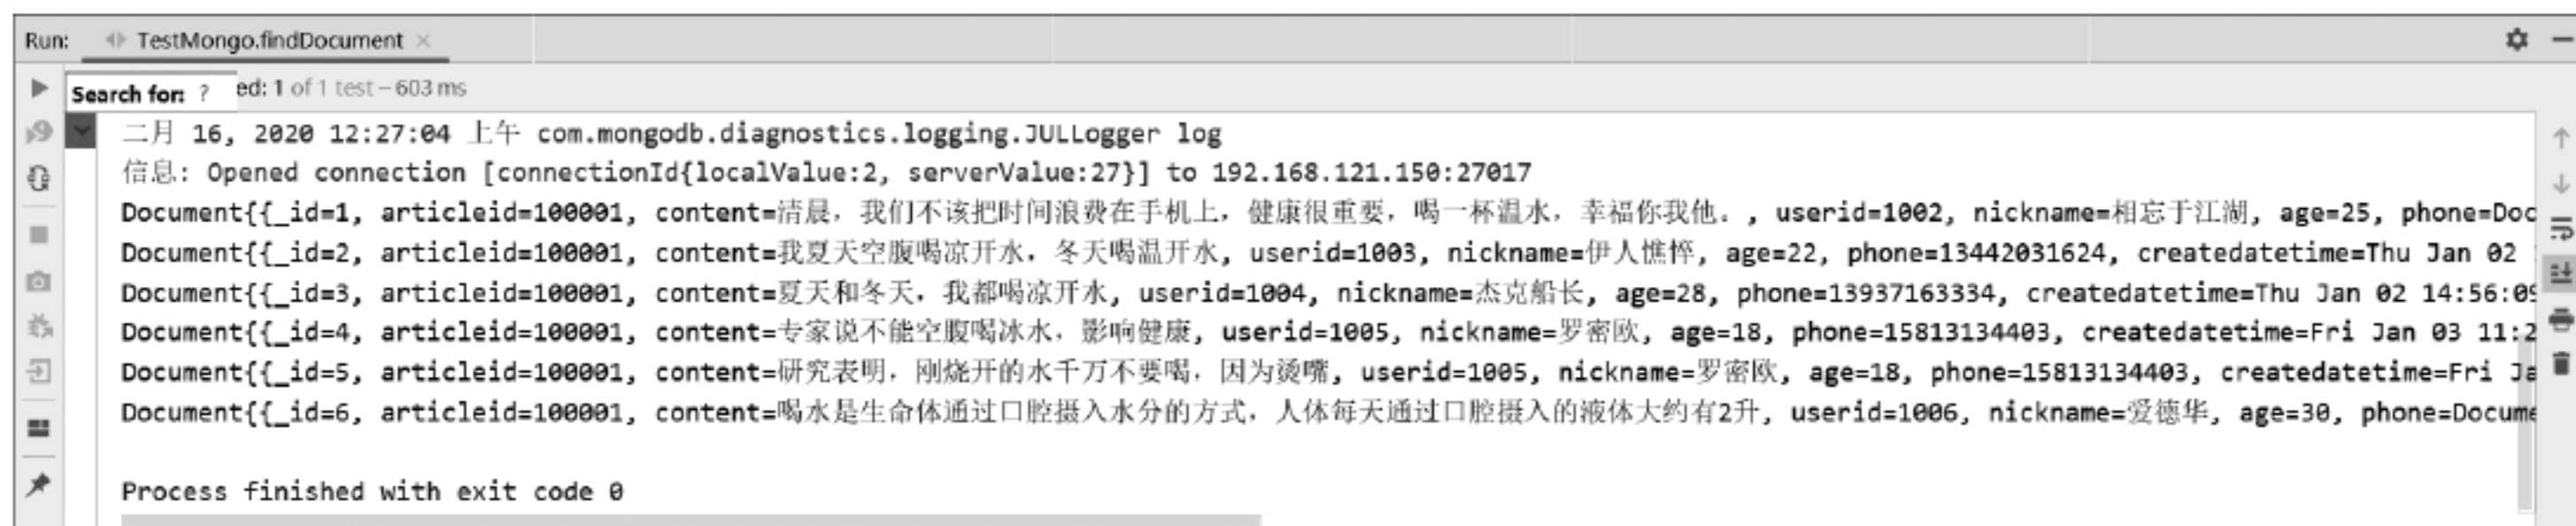 Run: TestMongo.findDocument ×
Search for: ? ed: 1 of 1 test – 603 ms
二月 16, 2020 12:27:04 上午 com.mongodb.diagnostics.logging.JULLogger log
信息: Opened connection [connectionId{localValue:2, serverValue:27}] to 192.168.121.150:27017
Document{{_id=1, articleid=100001, content=清晨，我们不该把时间浪费在手机上，健康很重要，喝一杯温水，幸福你我他。, userid=1002, nickname=相忘于江湖, age=25, phone=Doc
Document{{_id=2, articleid=100001, content=我夏天空腹喝凉开水，冬天喝温开水, userid=1003, nickname=伊人憔悴, age=22, phone=13442031624, createdatetime=Thu Jan 02
Document{{_id=3, articleid=100001, content=夏天和冬天，我都喝凉开水, userid=1004, nickname=杰克船长, age=28, phone=13937163334, createdatetime=Thu Jan 02 14:56:09
Document{{_id=4, articleid=100001, content=专家说不能空腹喝冰水，影响健康, userid=1005, nickname=罗密欧, age=18, phone=15813134403, createdatetime=Fri Jan 03 11:2
Document{{_id=5, articleid=100001, content=研究表明，刚烧开的水千万不要喝，因为烫嘴, userid=1005, nickname=罗密欧, age=18, phone=15813134403, createdatetime=Fri Ja
Document{{_id=6, articleid=100001, content=喝水是生命体通过口腔摄入水分的方式，人体每天通过口腔摄入的液体大约有2升, userid=1006, nickname=爱德华, age=30, phone=Docume
Process finished with exit code 0